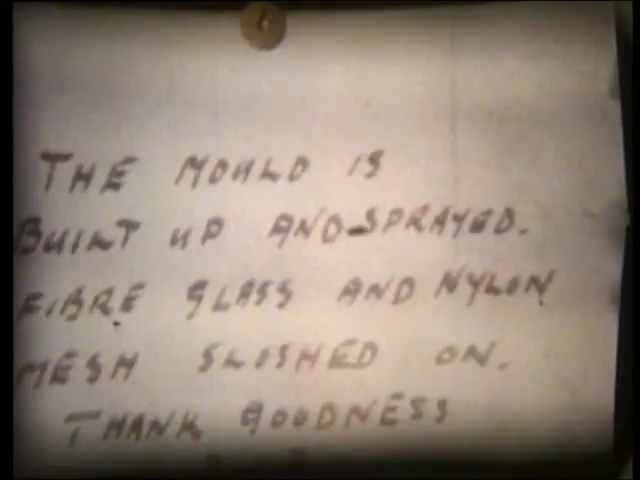 THE MOULD IS
BUILT UP AND SPRAYED.
FIBRE GLASS AND NYLON
MESH SLOSHED ON.
THANK GOODNESS